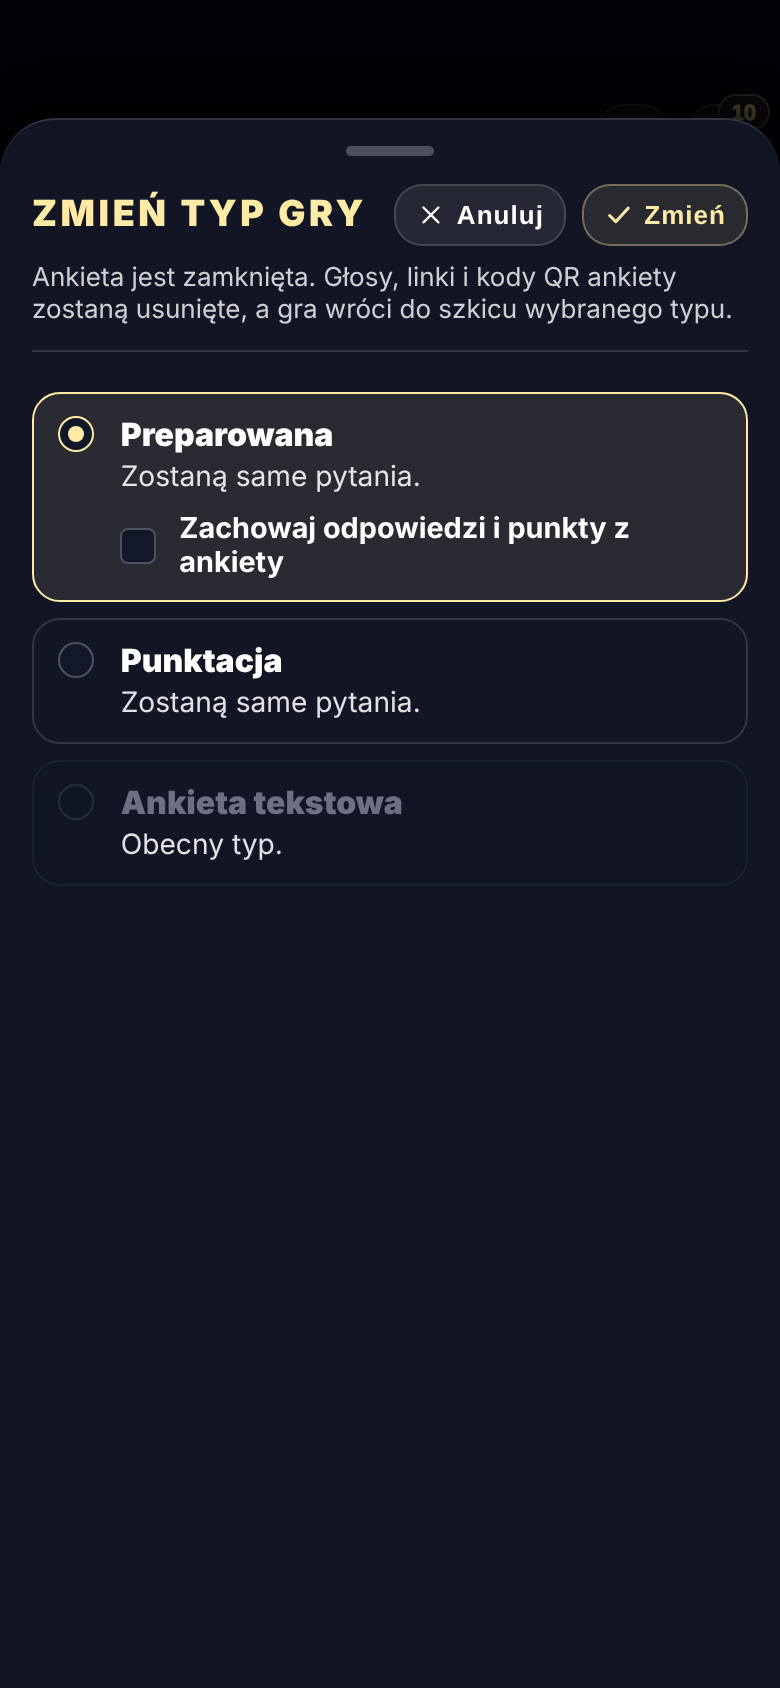 10
ZMIEŃ TYP GRY
Anuluj
Zmień
Ankieta jest zamknięta. Głosy, linki i kody QR ankiety
zostaną usunięte, a gra wróci do szkicu wybranego typu.
Preparowana
Zostaną same pytania.
Zachowaj odpowiedzi i punkty z
ankiety
Punktacja
Zostaną same pytania.
Ankieta tekstowa
Obecny typ.